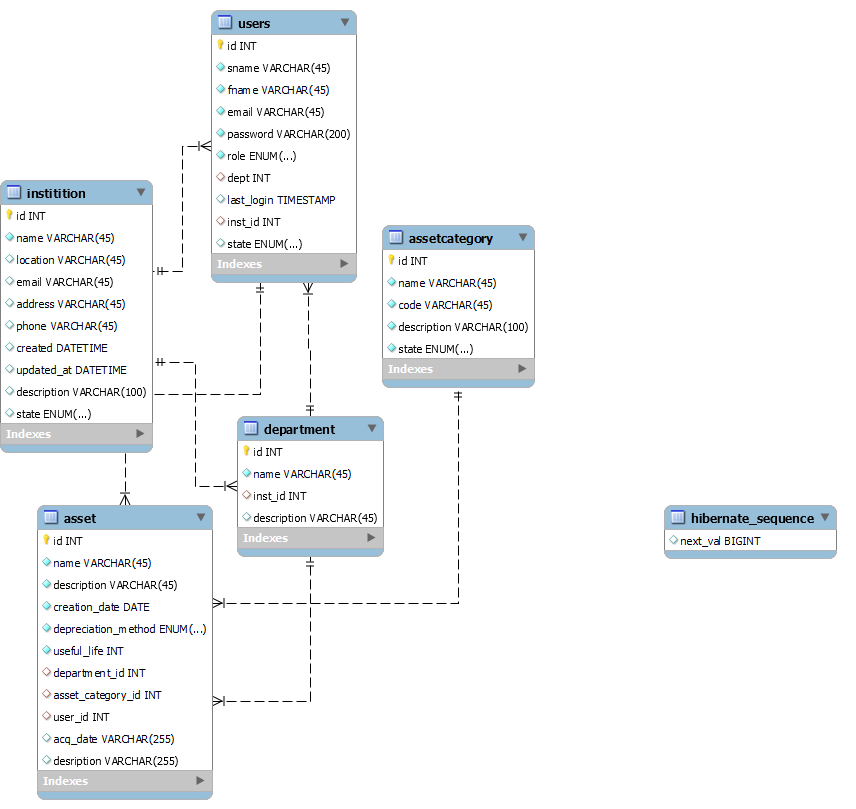 users
id INT
sname VARCHAR(45)
fname VARCHAR(45)
email VARCHAR(45)
password VARCHAR(200)
role ENUM(...)
dept INT
last_login TIMESTAMP
inst_id INT
state ENUM(...)
Indexes
institition
id INT
name VARCHAR(45)
location VARCHAR(45)
email VARCHAR(45)
address VARCHAR(45)
phone VARCHAR(45)
created DATETIME
updated_at DATETIME
description VARCHAR(100)
state ENUM(...)
Indexes
assetcategory
id INT
name VARCHAR(45)
code VARCHAR(45)
description VARCHAR(100)
state ENUM(...)
Indexes
department
id INT
name VARCHAR(45)
inst_id INT
description VARCHAR(45)
Indexes
asset
id INT
name VARCHAR(45)
description VARCHAR(45)
creation_date DATE
depreciation_method ENUM(...)
useful_life INT
department_id INT
asset_category_id INT
user_id INT
acq_date VARCHAR(255)
desription VARCHAR(255)
Indexes
hibernate_sequence
next_val BIGINT